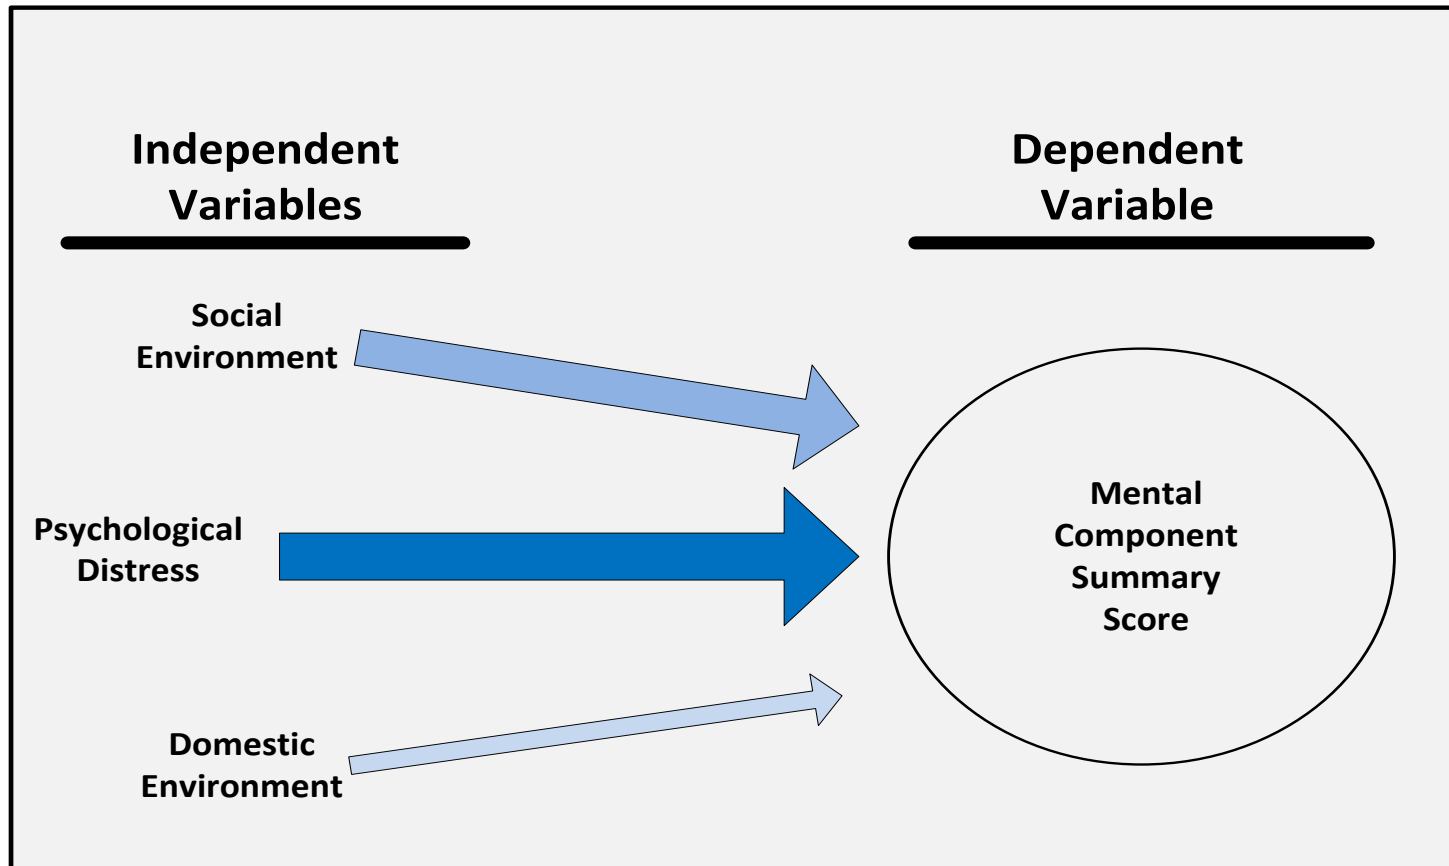 Independent
Variables
Dependent
Variable
Social
Environment
Psychological
Distress
Domestic
Environment
Mental
Component
Summary
Score